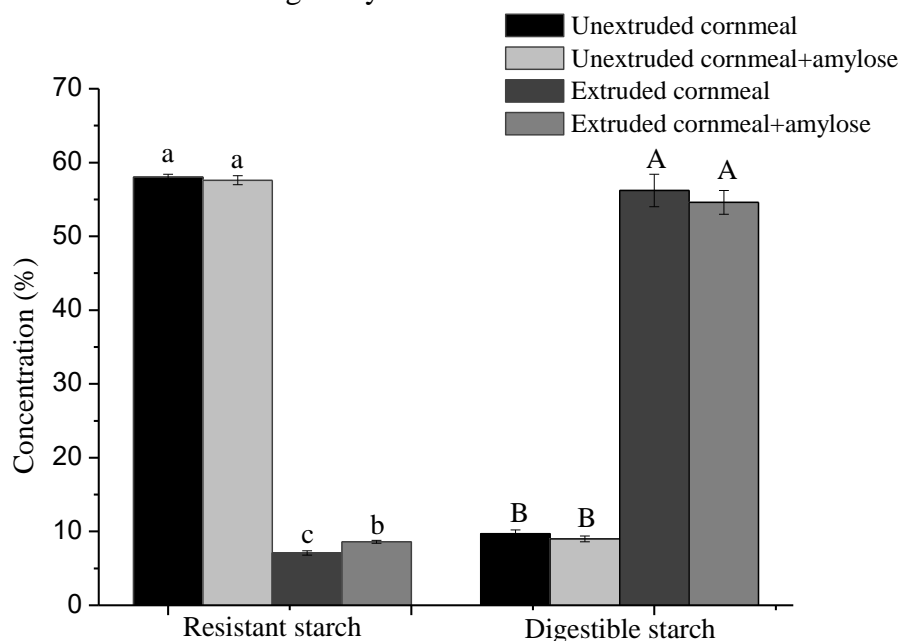 Unextruded cornmeal
Unextruded cornmeal+amylose
Extruded cornmeal
Extruded cornmeal+amylose
70
60
50
40
30
20
10
0
Concentration (%)
a
a
c
b
B
B
A
A
Resistant starch
Digestible starch